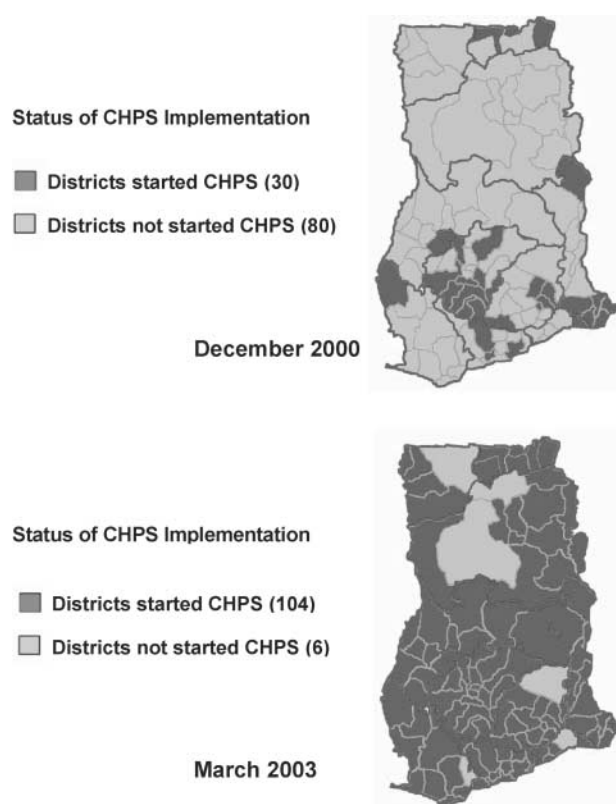 Status of CHPS Implementation
Districts started CHPS (30)
Districts not started CHPS (80)
December 2000
Status of CHPS Implementation
Districts started CHPS (104)
Districts not started CHPS (6)
March 2003